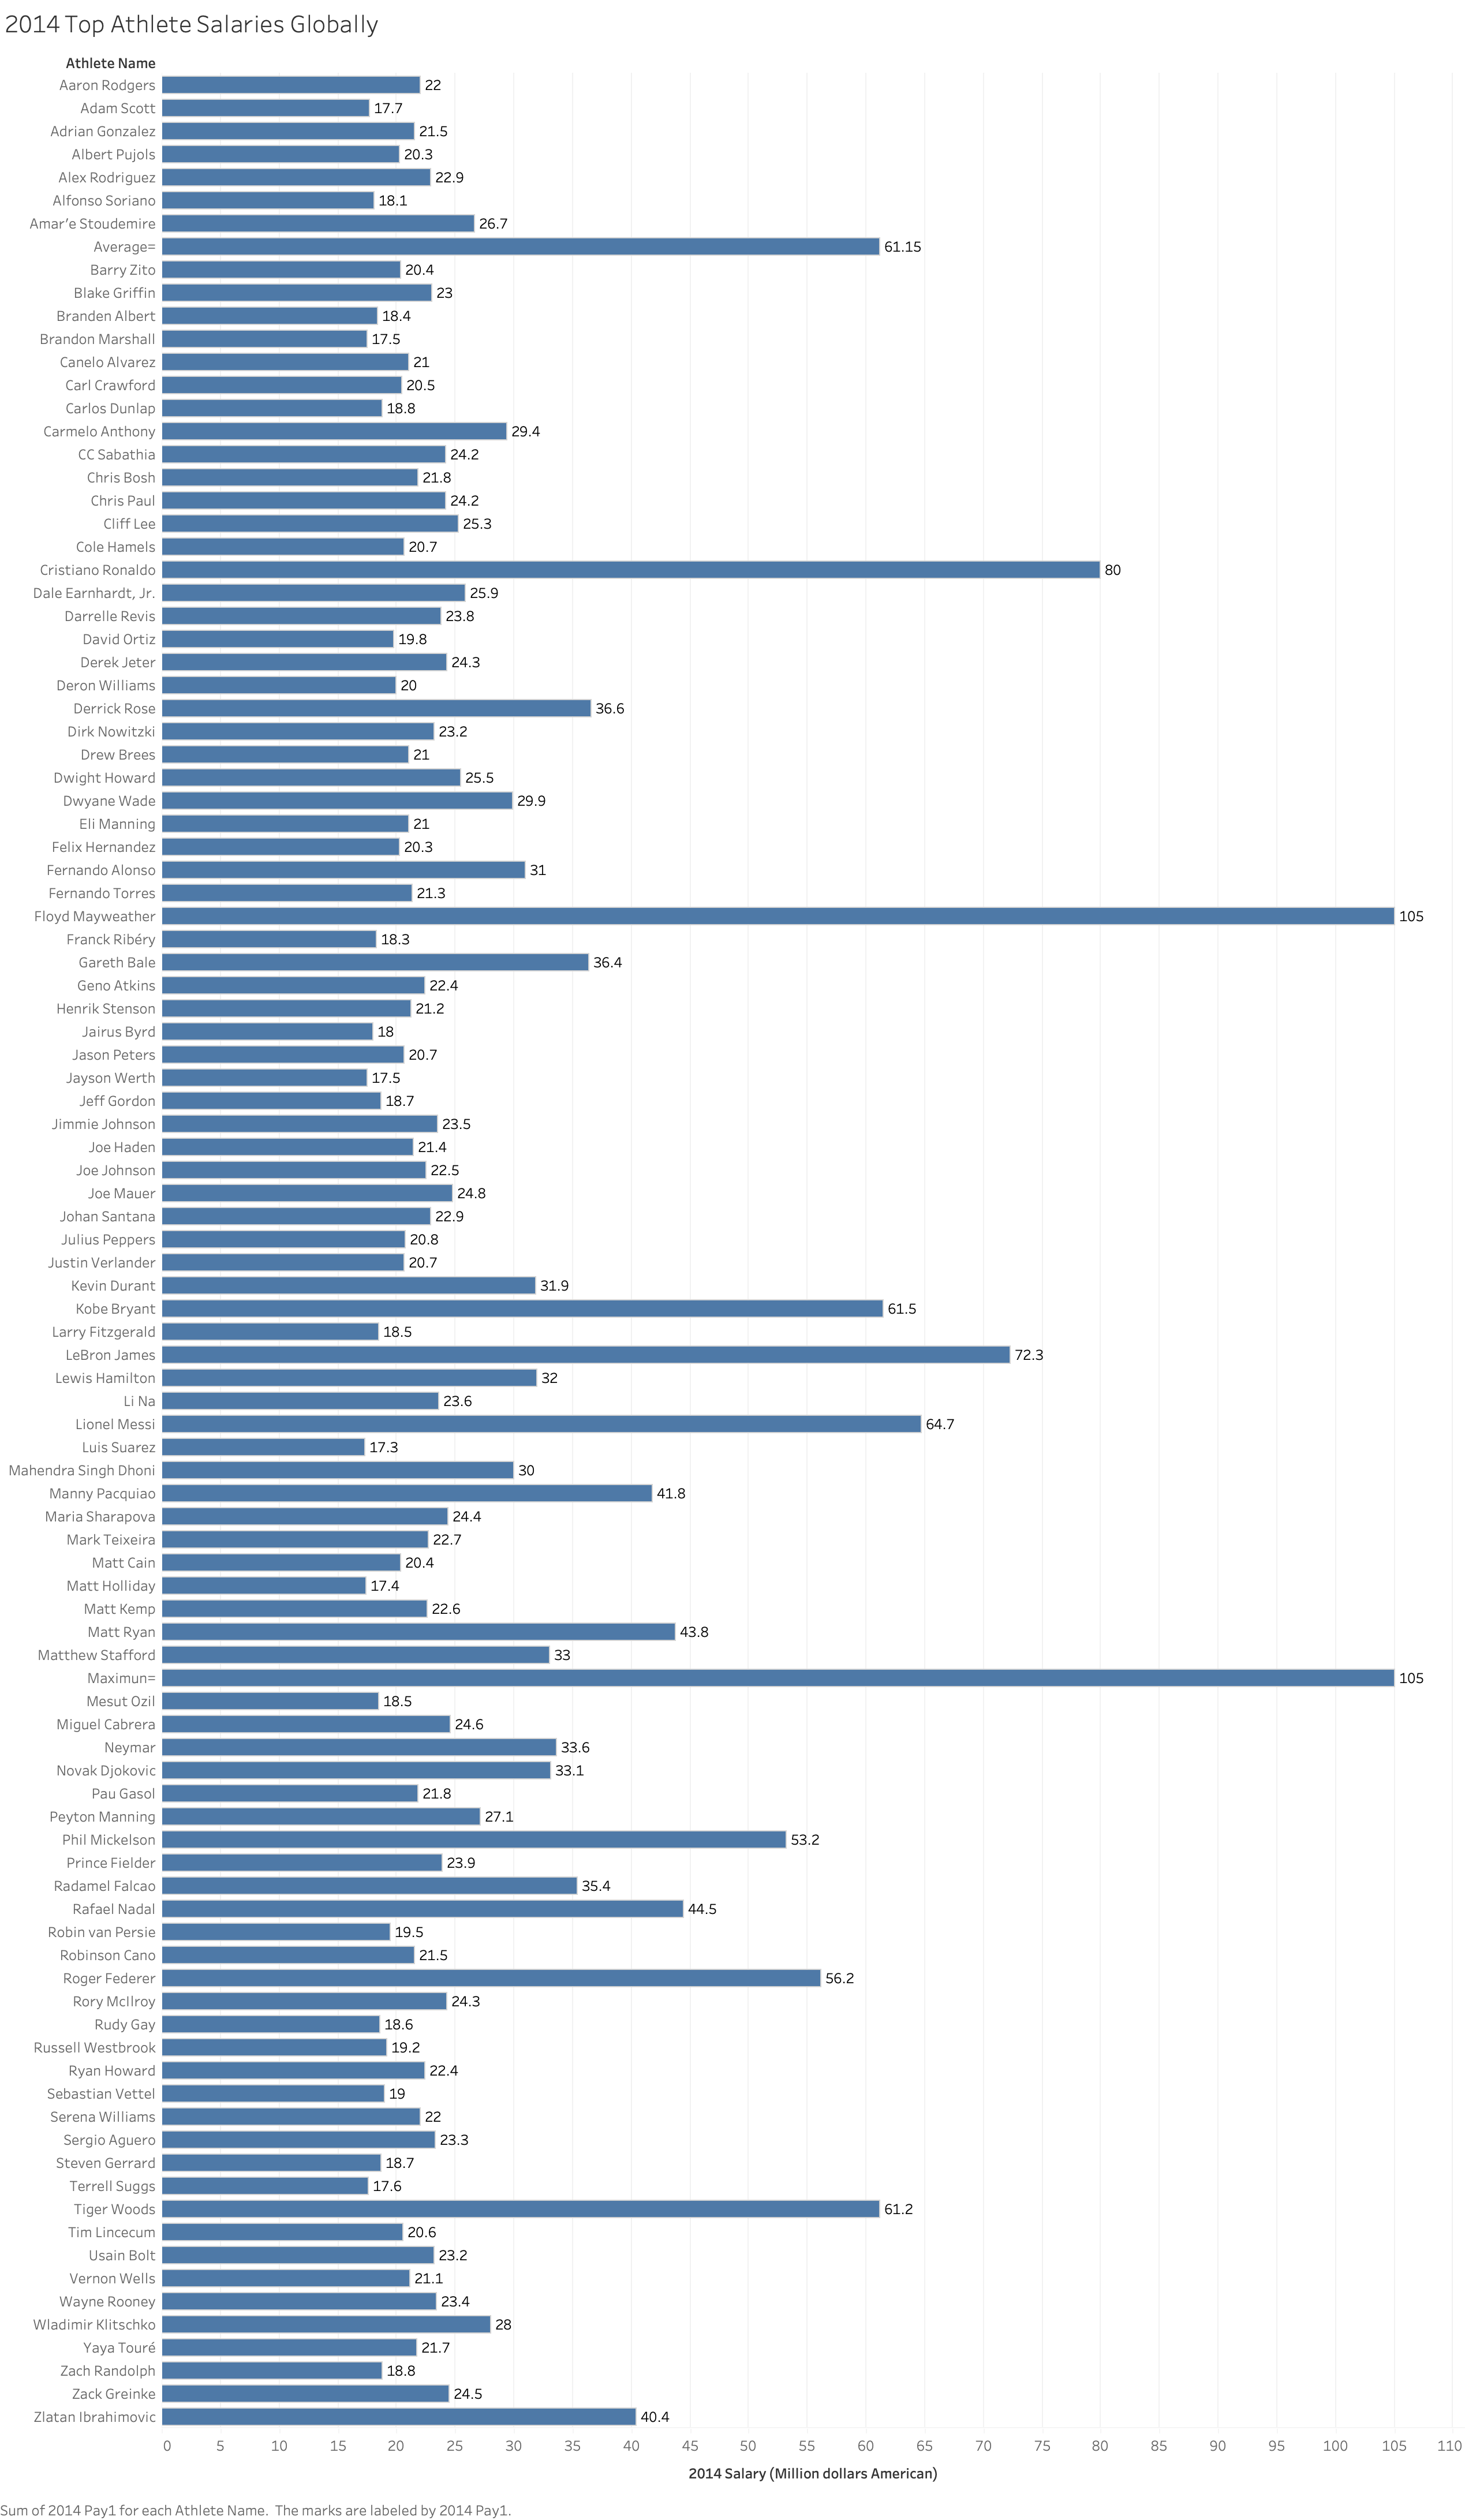 2014 Top Athlete Salaries Globally
Athlete Name
Aaron Rodgers 22
Adam Scott 17.7
Adrian Gonzalez 21.5
Albert Pujols 20.3
Alex Rodriguez 22.9
Alfonso Soriano 18.1
Amar’e Stoudemire 26.7
Average= 61.15
Barry Zito 20.4
Blake Griffin 23
Branden Albert 18.4
Brandon Marshall 17.5
Canelo Alvarez 21
Carl Crawford 20.5
Carlos Dunlap 18.8
Carmelo Anthony 29.4
CC Sabathia 24.2
Chris Bosh 21.8
Chris Paul 24.2
Cliff Lee 25.3
Cole Hamels 20.7
Cristiano Ronaldo 80
Dale Earnhardt, Jr. 25.9
Darrelle Revis 23.8
David Ortiz 19.8
Derek Jeter 24.3
Deron Williams 20
Derrick Rose 36.6
Dirk Nowitzki 23.2
Drew Brees 21
Dwight Howard 25.5
Dwyane Wade 29.9
Eli Manning 21
Felix Hernandez 20.3
Fernando Alonso 31
Fernando Torres 21.3
Floyd Mayweather 105
Franck Ribéry 18.3
Gareth Bale 36.4
Geno Atkins 22.4
Henrik Stenson 21.2
Jairus Byrd 18
Jason Peters 20.7
Jayson Werth 17.5
Jeff Gordon 18.7
Jimmie Johnson 23.5
Joe Haden 21.4
Joe Johnson 22.5
Joe Mauer 24.8
Johan Santana 22.9
Julius Peppers 20.8
Justin Verlander 20.7
Kevin Durant 31.9
Kobe Bryant 61.5
Larry Fitzgerald 18.5
LeBron James 72.3
Lewis Hamilton 32
Li Na 23.6
Lionel Messi 64.7
Luis Suarez 17.3
Mahendra Singh Dhoni 30
Manny Pacquiao 41.8
Maria Sharapova 24.4
Mark Teixeira 22.7
Matt Cain 20.4
Matt Holliday 17.4
Matt Kemp 22.6
Matt Ryan 43.8
Matthew Stafford 33
Maximun= 105
Mesut Ozil 18.5
Miguel Cabrera 24.6
Neymar 33.6
Novak Djokovic 33.1
Pau Gasol 21.8
Peyton Manning 27.1
Phil Mickelson 53.2
Prince Fielder 23.9
Radamel Falcao 35.4
Rafael Nadal 44.5
Robin van Persie 19.5
Robinson Cano 21.5
Roger Federer 56.2
Rory McIlroy 24.3
Rudy Gay 18.6
Russell Westbrook 19.2
Ryan Howard 22.4
Sebastian Vettel 19
Serena Williams 22
Sergio Aguero 23.3
Steven Gerrard 18.7
Terrell Suggs 17.6
Tiger Woods 61.2
Tim Lincecum 20.6
Usain Bolt 23.2
Vernon Wells 21.1
Wayne Rooney 23.4
Wladimir Klitschko 28
Yaya Touré 21.7
Zach Randolph 18.8
Zack Greinke 24.5
Zlatan Ibrahimovic 40.4
0 5 10 15 20 25 30 35 40 45 50 55 60 65 70 75 80 85 90 95 100 105 110
2014 Salary (Million dollars American)
Sum of 2014 Pay1 for each Athlete Name. The marks are labeled by 2014 Pay1.